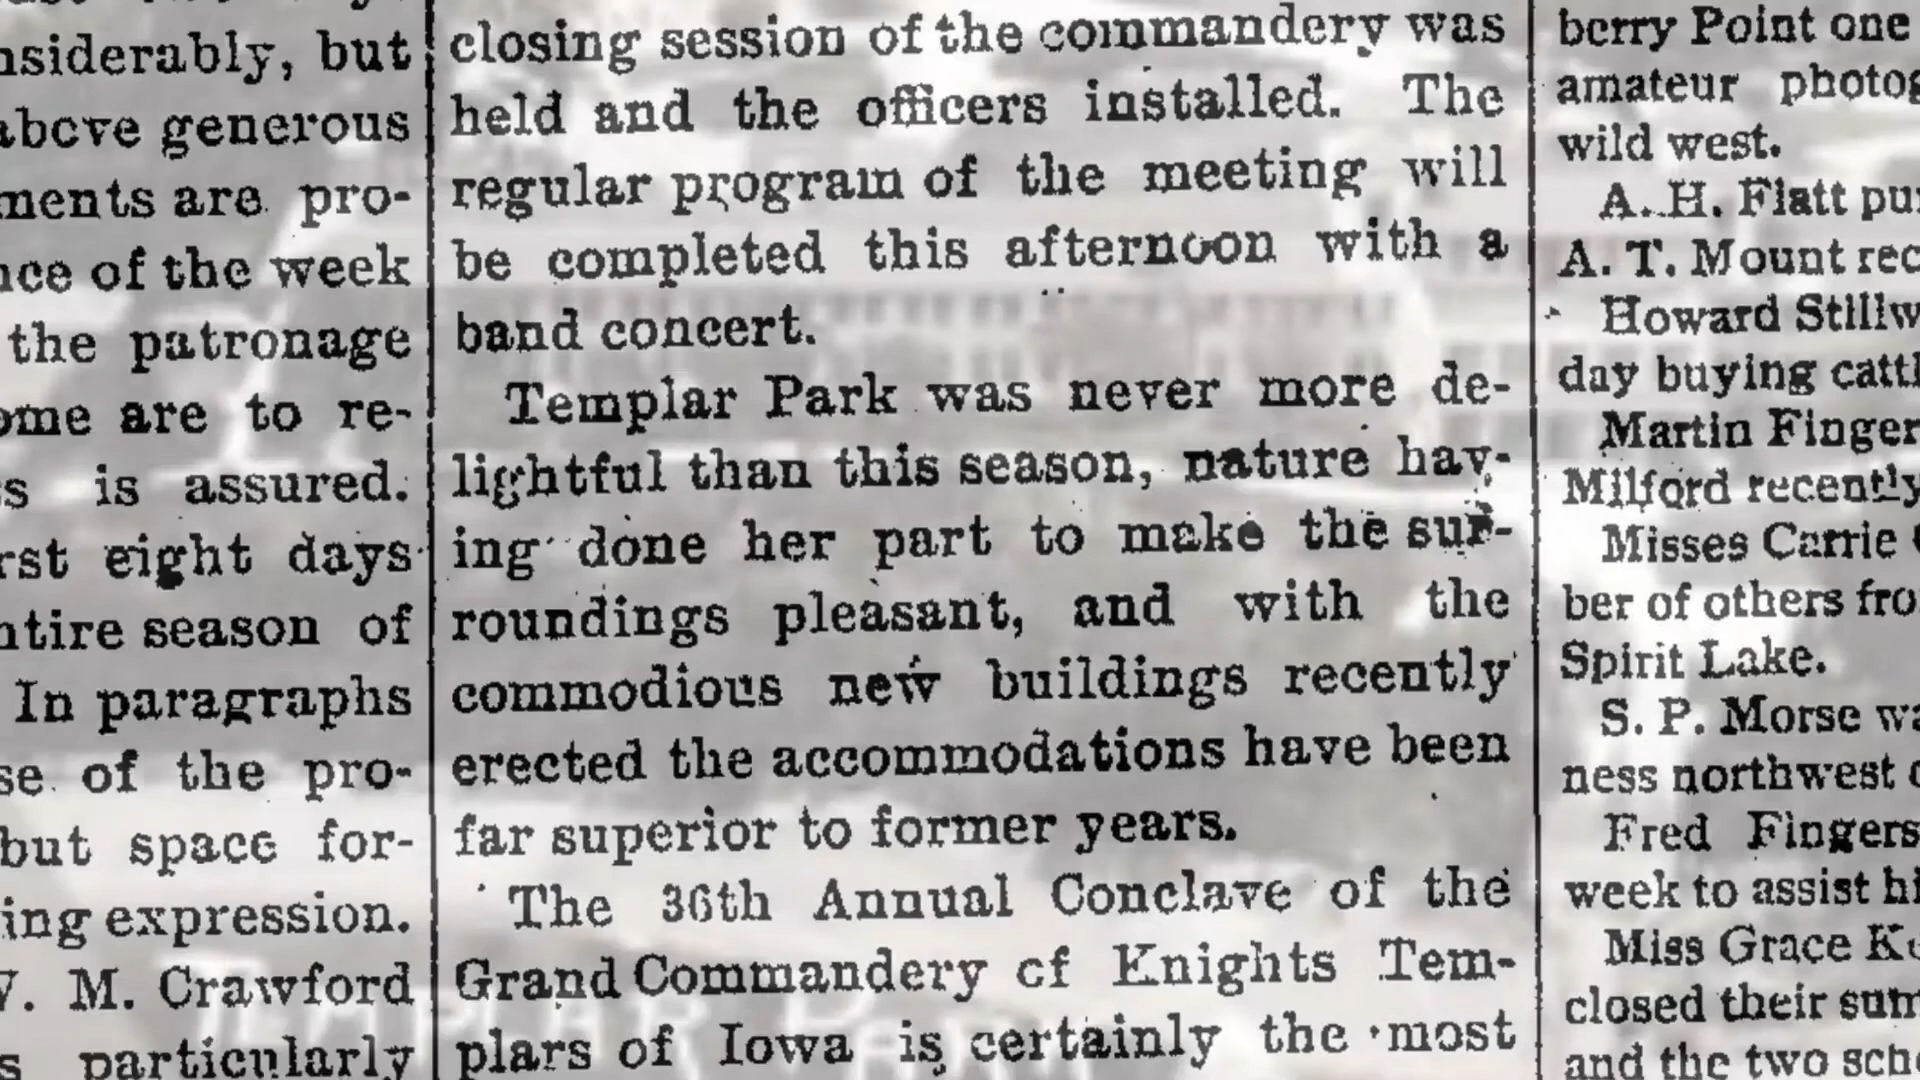 nsiderably, but
abcve generous
ments are pro-
nce of the week
the patronage
ome are to re-
s is assured.
rst eight days
ntire season of
In paragraphs
se of the pro-
but space for-
ing expression.
V. M. Crawford
s particularly
closing session of the commandery was
held and the officers installed. The
regular program of the meeting will
be completed this afternoon with a
band concert.
Templar Park was never more de-
lightful than this season, nature hav-
ing done her part to make the sur-
roundings pleasant, and with the
commodious new buildings recently
erected the accommodations have been
far superior to former years.
The 36th Annual Conclave of the
Grand Commandery cf Knights Tem-
plars of Iowa is certainly the most
berry Point one
amateur photog
wild west.
A. H. Flatt pu
A. T. Mount rec
Howard Stillw
day buying cattl
Martin Finger
Milford recently
Misses Carrie
ber of others fro
Spirit Lake.
S. P. Morse wa
ness northwest
Fred Fingers
week to assist hi
Miss Grace K
closed their sum
and the two sch
TEMPLAR PARK